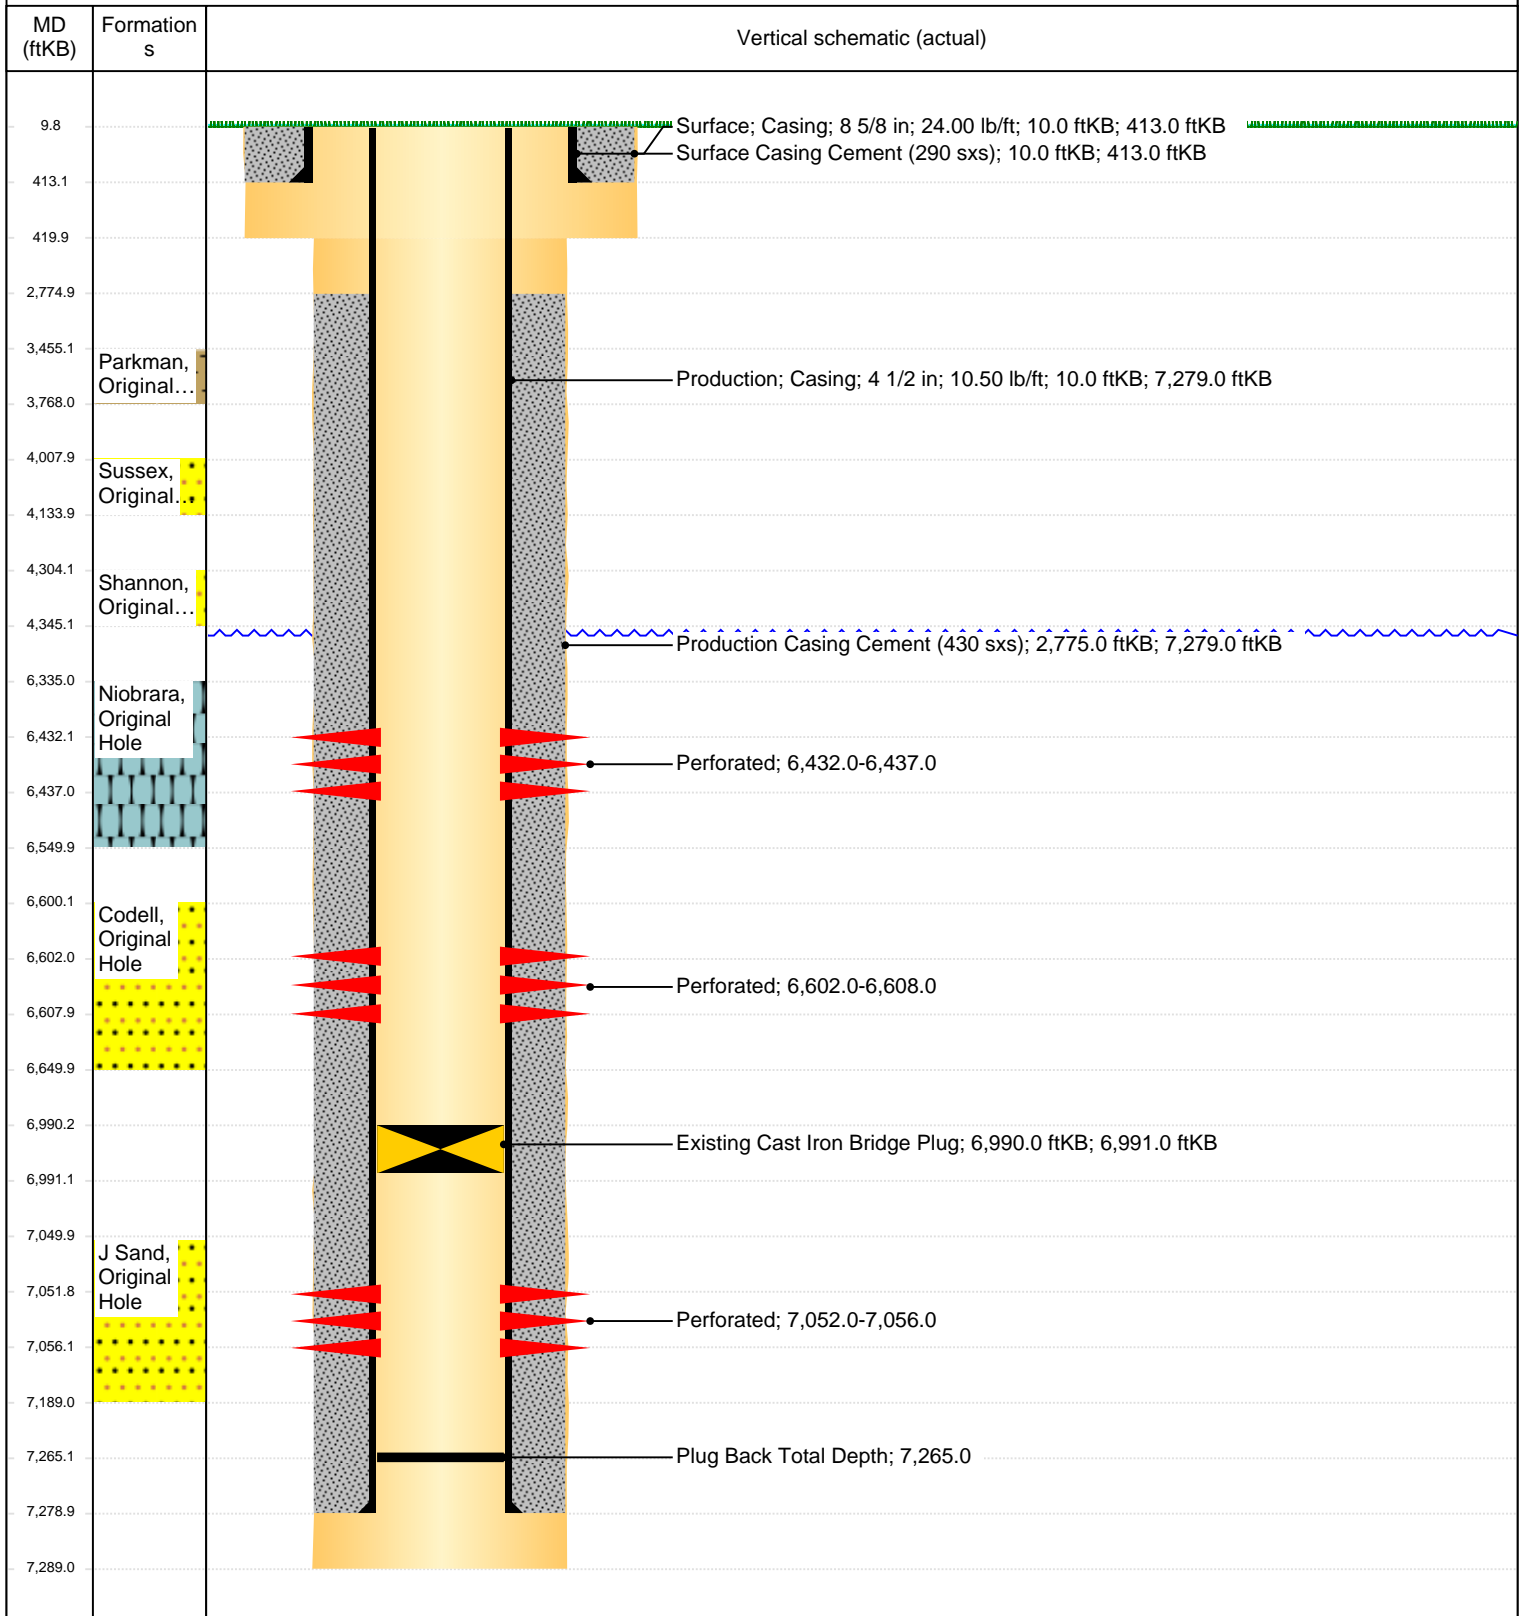 MD
(ftKB)
Formation
s
Vertical schematic (actual)
9.8
Surface; Casing; 8 5/8 in; 24.00 lb/ft; 10.0 ftKB; 413.0 ftKB
Surface Casing Cement (290 sxs); 10.0 ftKB; 413.0 ftKB
413.1
419.9
2,774.9
3,455.1
Parkman,
Original…
Production; Casing; 4 1/2 in; 10.50 lb/ft; 10.0 ftKB; 7,279.0 ftKB
3,768.0
4,007.9
Sussex,
Original…
4,133.9
4,304.1
Shannon,
Original…
4,345.1
Production Casing Cement (430 sxs); 2,775.0 ftKB; 7,279.0 ftKB
6,335.0
Niobrara,
Original
Hole
6,432.1
Perforated; 6,432.0-6,437.0
6,437.0
6,549.9
6,600.1
Codell,
Original
Hole
6,602.0
Perforated; 6,602.0-6,608.0
6,607.9
6,649.9
6,990.2
Existing Cast Iron Bridge Plug; 6,990.0 ftKB; 6,991.0 ftKB
6,991.1
7,049.9
J Sand,
Original
Hole
7,051.8
Perforated; 7,052.0-7,056.0
7,056.1
7,189.0
7,265.1
Plug Back Total Depth; 7,265.0
7,278.9
7,289.0